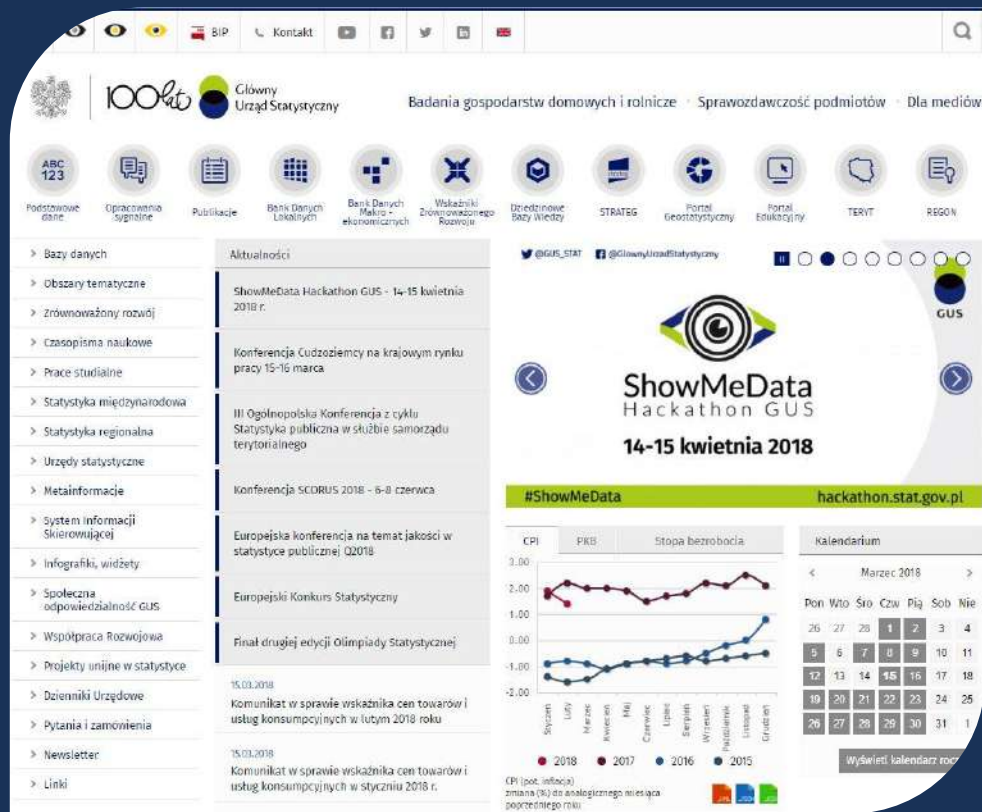 BIP
Kontakt
100 lat
Główny
Urząd Statystyczny
Badania gospodarstw domowych i rolnicze
Sprawozdawczość podmiotów
Dla mediów
ABC
123
Podstawowe
dane
Opracowania
sygnalne
Publikacje
Bank Danych
Lokalnych
Bank Danych
Makro -
ekonomicznych
Wskaźniki
Zrównoważonego
Rozwoju
Dziedzinowe
Bazy Wiedzy
STRATEG
Portal
Geostatystyczny
Portal
Edukacyjny
TERYT
REGON
> Bazy danych
> Obszary tematyczne
> Zrównoważony rozwój
> Czasopisma naukowe
> Prace studialne
> Statystyka międzynarodowa
> Statystyka regionalna
> Urzędy statystyczne
> Metainformacje
> System Informacji
Skierowującej
> Infografiki, widżety
> Społeczna
odpowiedzialność GUS
> Współpraca Rozwojowa
> Projekty unijne w statystyce
> Dzienniki Urzędowe
> Pytania i zamówienia
> Newsletter
> Linki
Aktualności
ShowMeData Hackathon GUS - 14-15 kwietnia
2018 r.
Konferencja Cudzoziemcy na krajowym rynku
pracy 15-16 marca
III Ogólnopolska Konferencja z cyklu
Statystyka publiczna w służbie samorządu
terytorialnego
Konferencja SCORUS 2018 - 6-8 czerwca
Europejska konferencja na temat jakości w
statystyce publicznej Q2018
Europejski Konkurs Statystyczny
Finał drugiej edycji Olimpiady Statystycznej
15.03.2018
Komunikat w sprawie wskaźnika cen towarów i
usług konsumpcyjnych w lutym 2018 roku
15.03.2018
Komunikat w sprawie wskaźnika cen towarów i
usług konsumpcyjnych w styczniu 2018 r.
@GUS_STAT
@GlownyUrzadStatystyczny
GUS
ShowMeData
Hackathon GUS
14-15 kwietnia 2018
#ShowMeData
hackathon.stat.gov.pl
CPI
PKB
Stopa bezrobocia
3.00
2.00
1.00
0.00
-1.00
-2.00
Styczeń
Luty
Marzec
Kwiecień
Maj
Czerwiec
Lipiec
Sierpień
Wrzesień
Październik
Listopad
Grudzień
2018
2017
2016
2015
CPI (pot. inflacja)
zmiana (%) do analogicznego miesiąca
poprzedniego roku
Kalendarium
< Marzec 2018 >
Pon Wto Śro Czw Pią Sob Nie
26 27 28 1 2 3 4
5 6 7 8 9 10 11
12 13 14 15 16 17 18
19 20 21 22 23 24 25
26 27 28 29 30 31 1
Wyświetl kalendarz